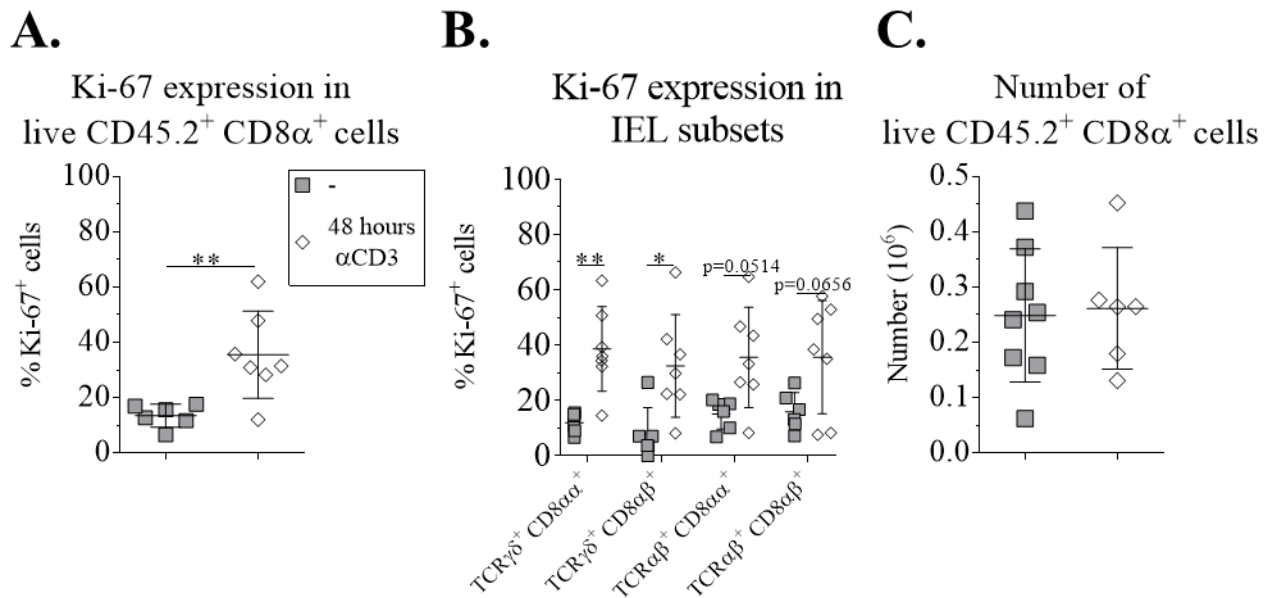 A.
Ki-67 expression in
live CD45.2⁺ CD8α⁺ cells
100
80
60
40
20
0
%Ki-67⁺ cells
**
-
48 hours
αCD3
B.
Ki-67 expression in
IEL subsets
100
80
60
40
20
0
%Ki-67⁺ cells
**
*
p=0.0514
p=0.0656
TCRγδ⁺ CD8αα⁺
TCRγδ⁺ CD8αβ⁺
TCRαβ⁺ CD8αα⁺
TCRαβ⁺ CD8αβ⁺
C.
Number of
live CD45.2⁺ CD8α⁺ cells
0.5
0.4
0.3
0.2
0.1
0.0
Number (10⁶)